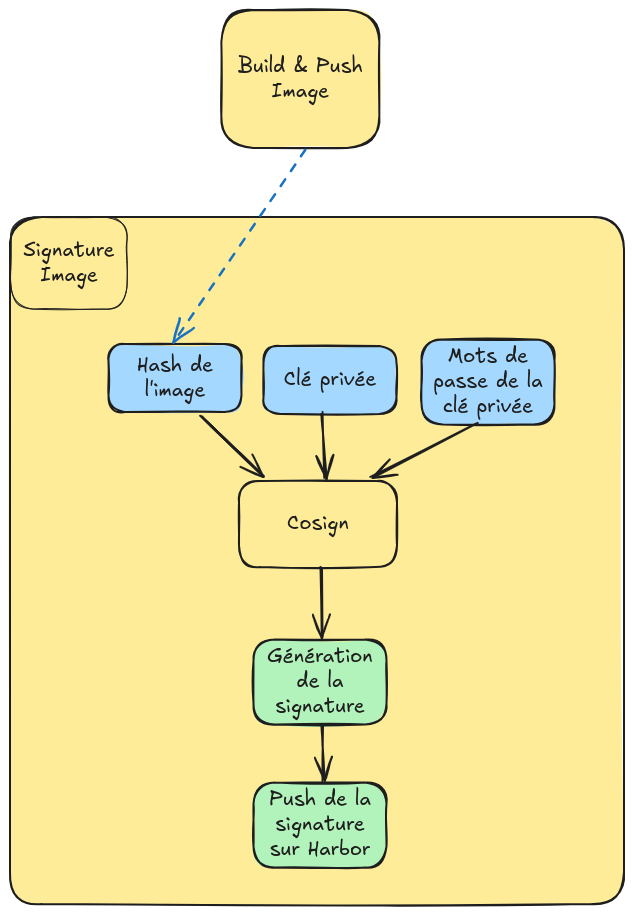 Build & Push
Image
Signature
Image
Hash de
l'image
Clé privée
Mots de
passe de la
clé privée
Cosign
Génération
de la
signature
Push de la
signature
sur Harbor